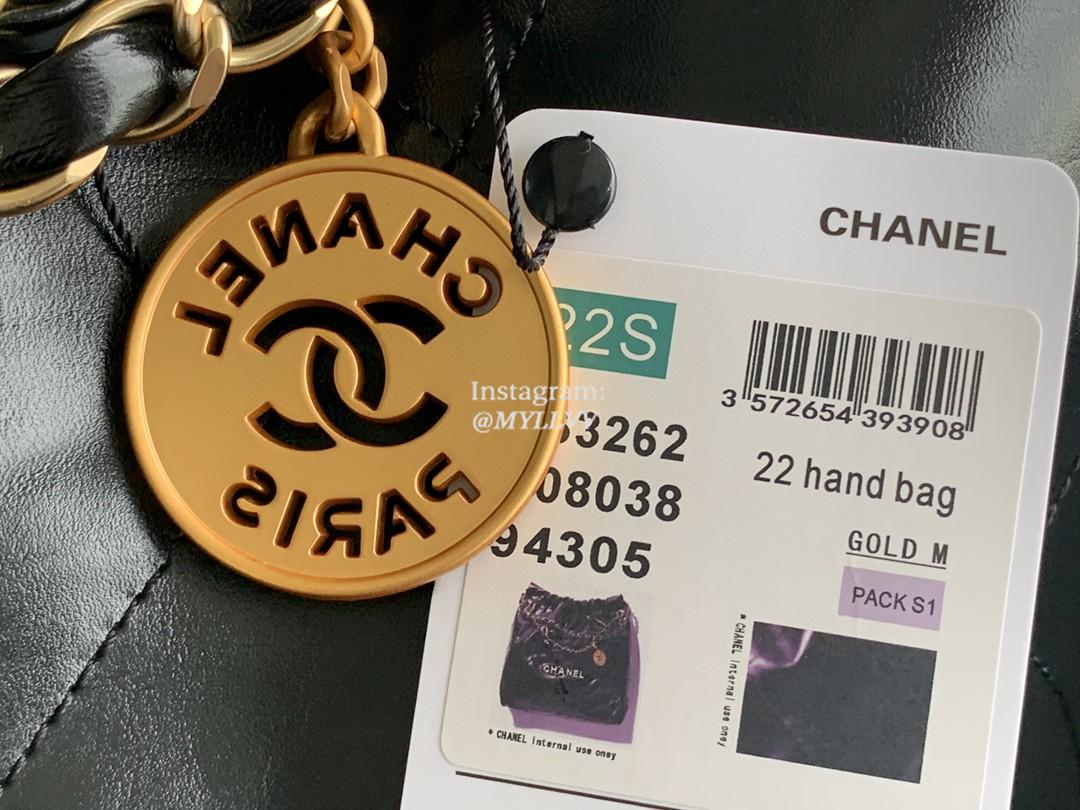 CHANEL
PARIS
Instagram:
CHANEL
22S
3 572654 393908
63262
08038
94305
22 hand bag
GOLD M
PACK S1
CHANEL
* CHANEL Internal use oney
* CHANEL Internal use oney